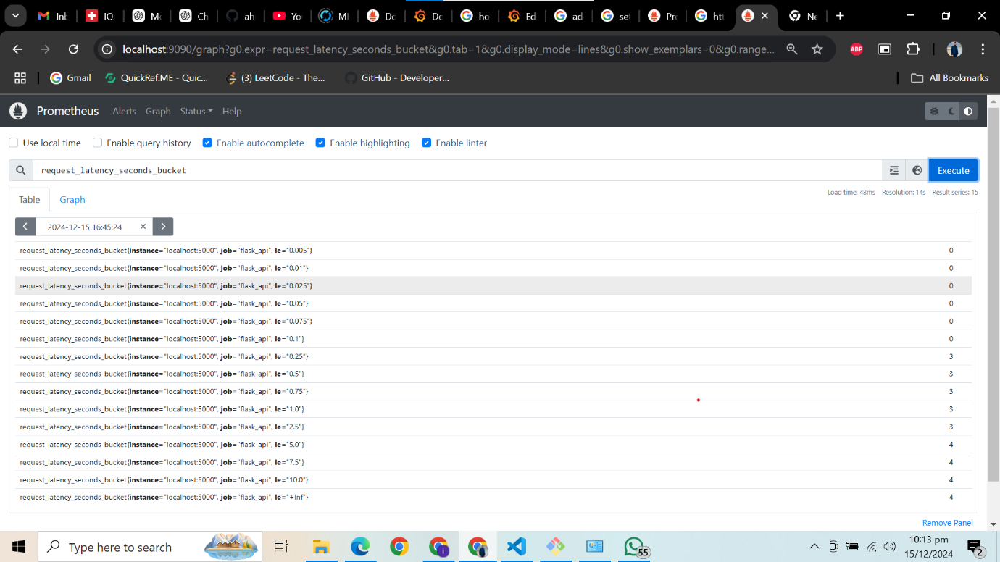 Inb
IQ
Mo
Ch
ah
Yo
MI
Do
Do
ho
Ed
ad
set
Pro
htt
Ne
localhost:9090/graph?g0.expr=request_latency_seconds_bucket&g0.tab=1&g0.display_mode=lines&g0.show_exemplars=0&g0.range...
ABP
Gmail QuickRef.ME - Quic... (3) LeetCode - The... GitHub - Developer... All Bookmarks
Prometheus Alerts Graph Status Help
Use local time Enable query history Enable autocomplete Enable highlighting Enable linter
request_latency_seconds_bucket Execute
Table Graph Load time: 48ms Resolution: 14s Result series: 15
2024-12-15 16:45:24
request_latency_seconds_bucket{instance="localhost:5000", job="flask_api", le="0.005"} 0
request_latency_seconds_bucket{instance="localhost:5000", job="flask_api", le="0.01"} 0
request_latency_seconds_bucket{instance="localhost:5000", job="flask_api", le="0.025"} 0
request_latency_seconds_bucket{instance="localhost:5000", job="flask_api", le="0.05"} 0
request_latency_seconds_bucket{instance="localhost:5000", job="flask_api", le="0.075"} 0
request_latency_seconds_bucket{instance="localhost:5000", job="flask_api", le="0.1"} 0
request_latency_seconds_bucket{instance="localhost:5000", job="flask_api", le="0.25"} 3
request_latency_seconds_bucket{instance="localhost:5000", job="flask_api", le="0.5"} 3
request_latency_seconds_bucket{instance="localhost:5000", job="flask_api", le="0.75"} 3
request_latency_seconds_bucket{instance="localhost:5000", job="flask_api", le="1.0"} 3
request_latency_seconds_bucket{instance="localhost:5000", job="flask_api", le="2.5"} 3
request_latency_seconds_bucket{instance="localhost:5000", job="flask_api", le="5.0"} 4
request_latency_seconds_bucket{instance="localhost:5000", job="flask_api", le="7.5"} 4
request_latency_seconds_bucket{instance="localhost:5000", job="flask_api", le="10.0"} 4
request_latency_seconds_bucket{instance="localhost:5000", job="flask_api", le="+Inf"} 4
Remove Panel
Type here to search 55 10:13 pm
15/12/2024 2